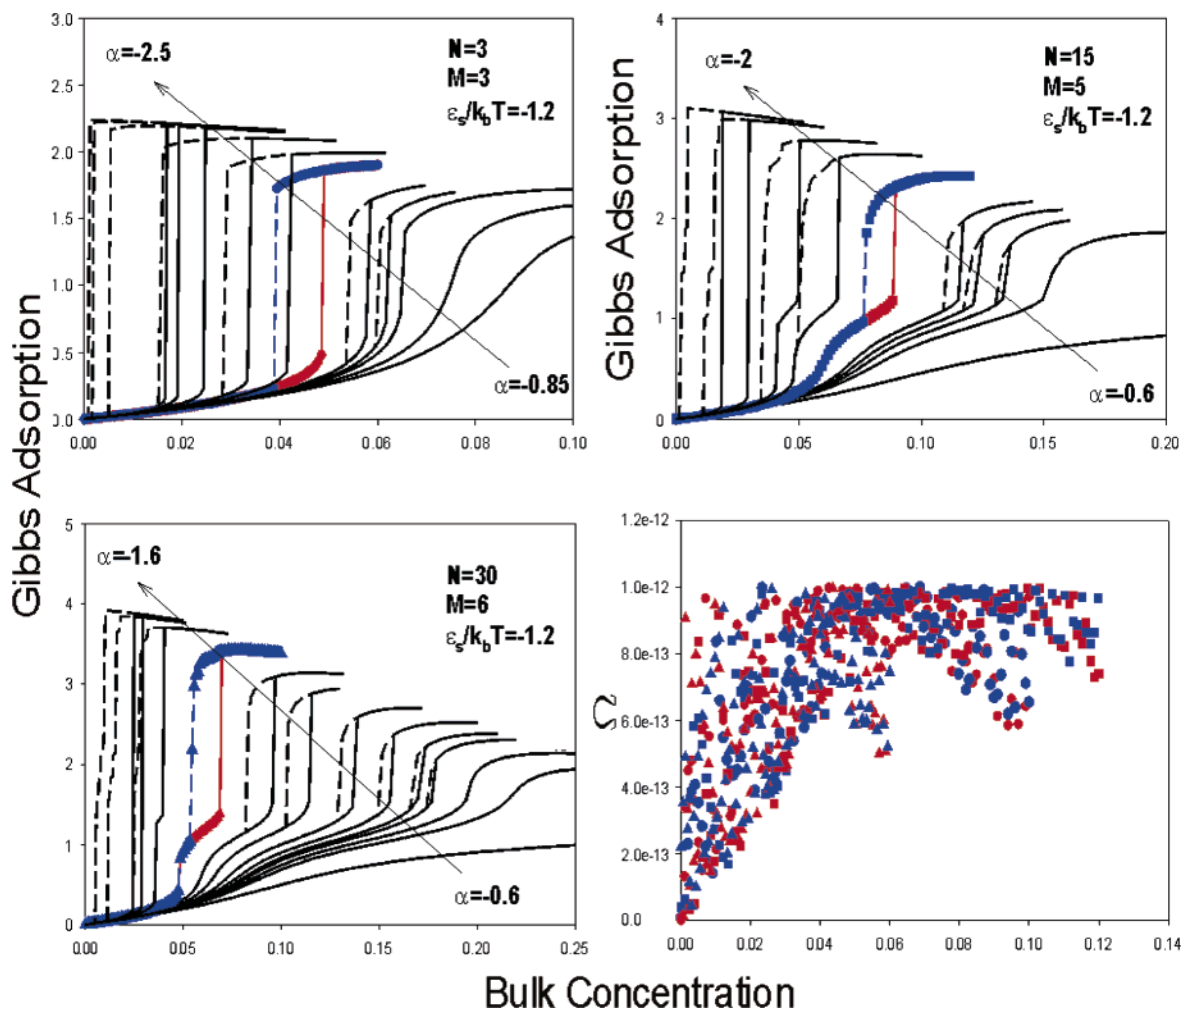 Gibbs Adsorption
3.0
2.5
2.0
1.5
1.0
0.5
0.0
α=-2.5
N=3
M=3
εs/kbT=-1.2
α=-0.85
0.00
0.02
0.04
0.06
0.08
0.10
Gibbs Adsorption
4
3
2
1
0
α=-2
N=15
M=5
εs/kbT=-1.2
α=-0.6
0.00
0.05
0.10
0.15
0.20
5
4
3
2
1
0
α=-1.6
N=30
M=6
εs/kbT=-1.2
α=-0.6
0.00
0.05
0.10
0.15
0.20
0.25
Ω
1.2e-12
1.0e-12
8.0e-13
6.0e-13
4.0e-13
2.0e-13
0.0
0.00
0.02
0.04
0.06
0.08
0.10
0.12
0.14
Bulk Concentration